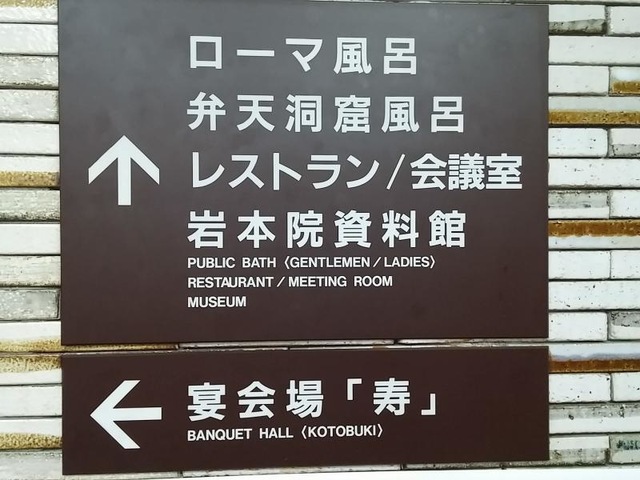 ローマ風呂
弁天洞窟風呂
レストラン/会議室
岩本院資料館
PUBLIC BATH〈GENTLEMEN/LADIES〉
RESTAURANT/MEETING ROOM
MUSEUM
宴会場「寿」
BANQUET HALL〈KOTOBUKI〉